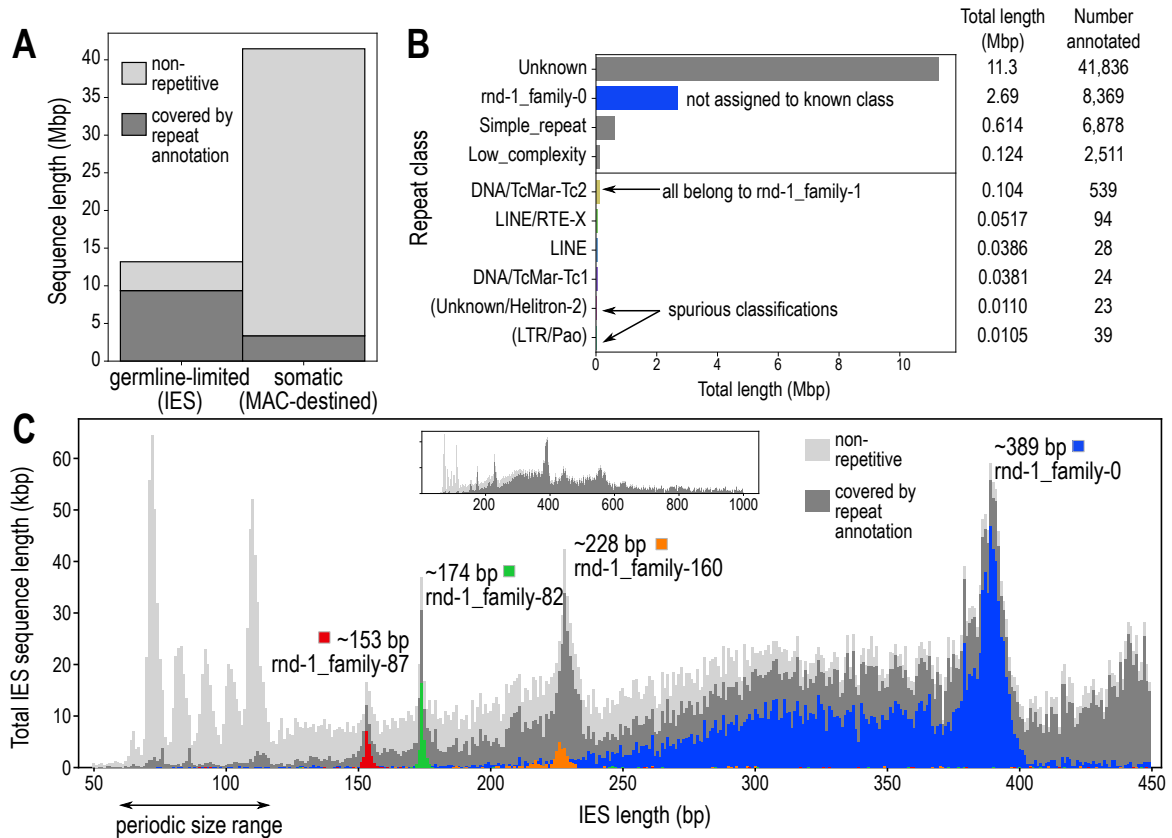 A
Sequence length (Mbp)
40
35
30
25
20
15
10
5
0
non-
repetitive
covered by
repeat
annotation
germline-limited
(IES)
somatic
(MAC-destined)
B
Total length
(Mbp)
Number
annotated
Repeat class
Unknown 11.3 41,836
rnd-1_family-0 not assigned to known class 2.69 8,369
Simple_repeat 0.614 6,878
Low_complexity 0.124 2,511
DNA/TcMar-Tc2 all belong to rnd-1_family-1 0.104 539
LINE/RTE-X 0.0517 94
LINE 0.0386 28
DNA/TcMar-Tc1 0.0381 24
(Unknown/Helitron-2) spurious classifications 0.0110 23
(LTR/Pao) 0.0105 39
0 2 4 6 8 10
Total length (Mbp)
C
Total IES sequence length (kbp)
60
50
40
30
20
10
0
200 400 600 800 1000
non-
repetitive
covered by
repeat
annotation
~389 bp
rnd-1_family-0
~228 bp
rnd-1_family-160
~174 bp
rnd-1_family-82
~153 bp
rnd-1_family-87
50 100 150 200 250 300 350 400 450
periodic size range
IES length (bp)